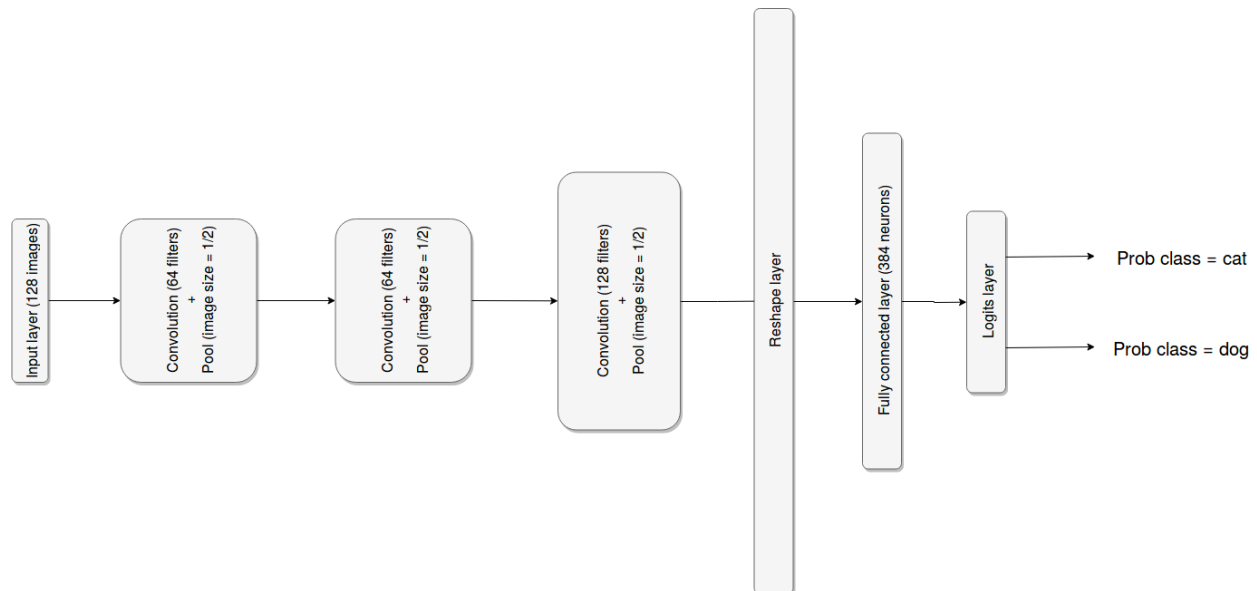 Input layer (128 images)
Convolution (64 filters)
+
Pool (image size = 1/2)
Convolution (64 filters)
+
Pool (image size = 1/2)
Convolution (128 filters)
+
Pool (image size = 1/2)
Reshape layer
Fully connected layer (384 neurons)
Logits layer
Prob class = cat
Prob class = dog